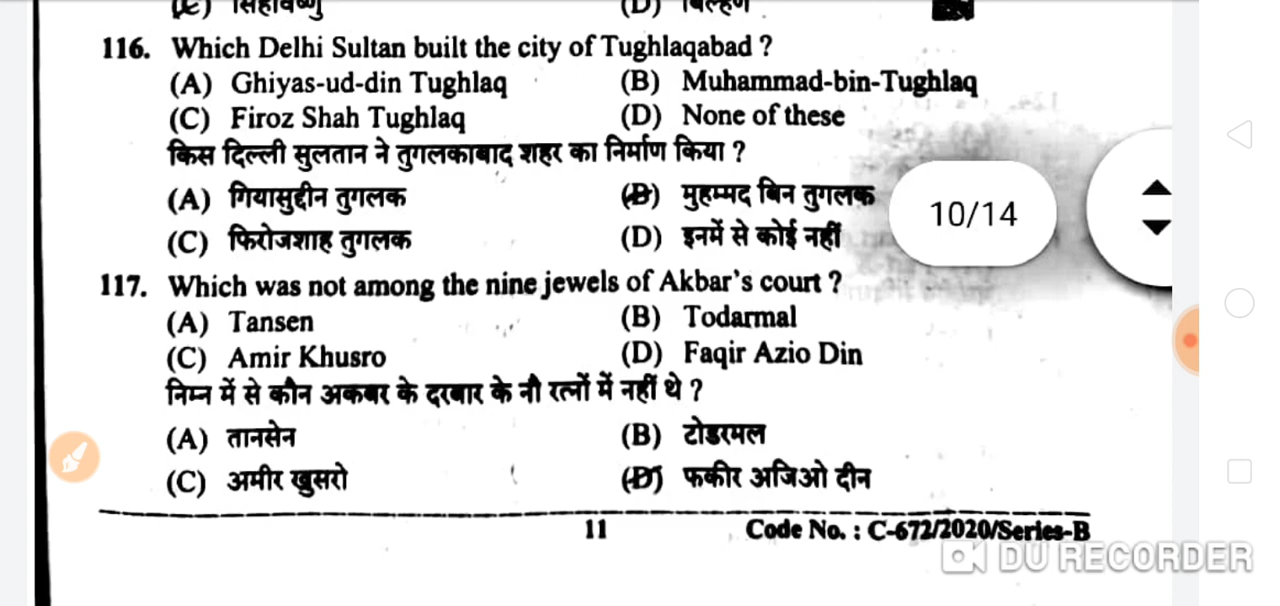 (C) सिंहविष्णु (D) बिल्हण
116. Which Delhi Sultan built the city of Tughlaqabad ?
(A) Ghiyas-ud-din Tughlaq (B) Muhammad-bin-Tughlaq
(C) Firoz Shah Tughlaq (D) None of these
किस दिल्ली सुलतान ने तुगलकाबाद शहर का निर्माण किया ?
(A) गियासुद्दीन तुगलक (B) मुहम्मद बिन तुगलक
(C) फिरोजशाह तुगलक (D) इनमें से कोई नहीं
10/14
117. Which was not among the nine jewels of Akbar's court ?
(A) Tansen (B) Todarmal
(C) Amir Khusro (D) Faqir Azio Din
निम्न में से कौन अकबर के दरबार के नौ रत्नों में नहीं थे ?
(A) तानसेन (B) टोडरमल
(C) अमीर खुसरो (D) फकीर अजिओ दीन
11 Code No. : C-672/2020/Series-B
DU RECORDER